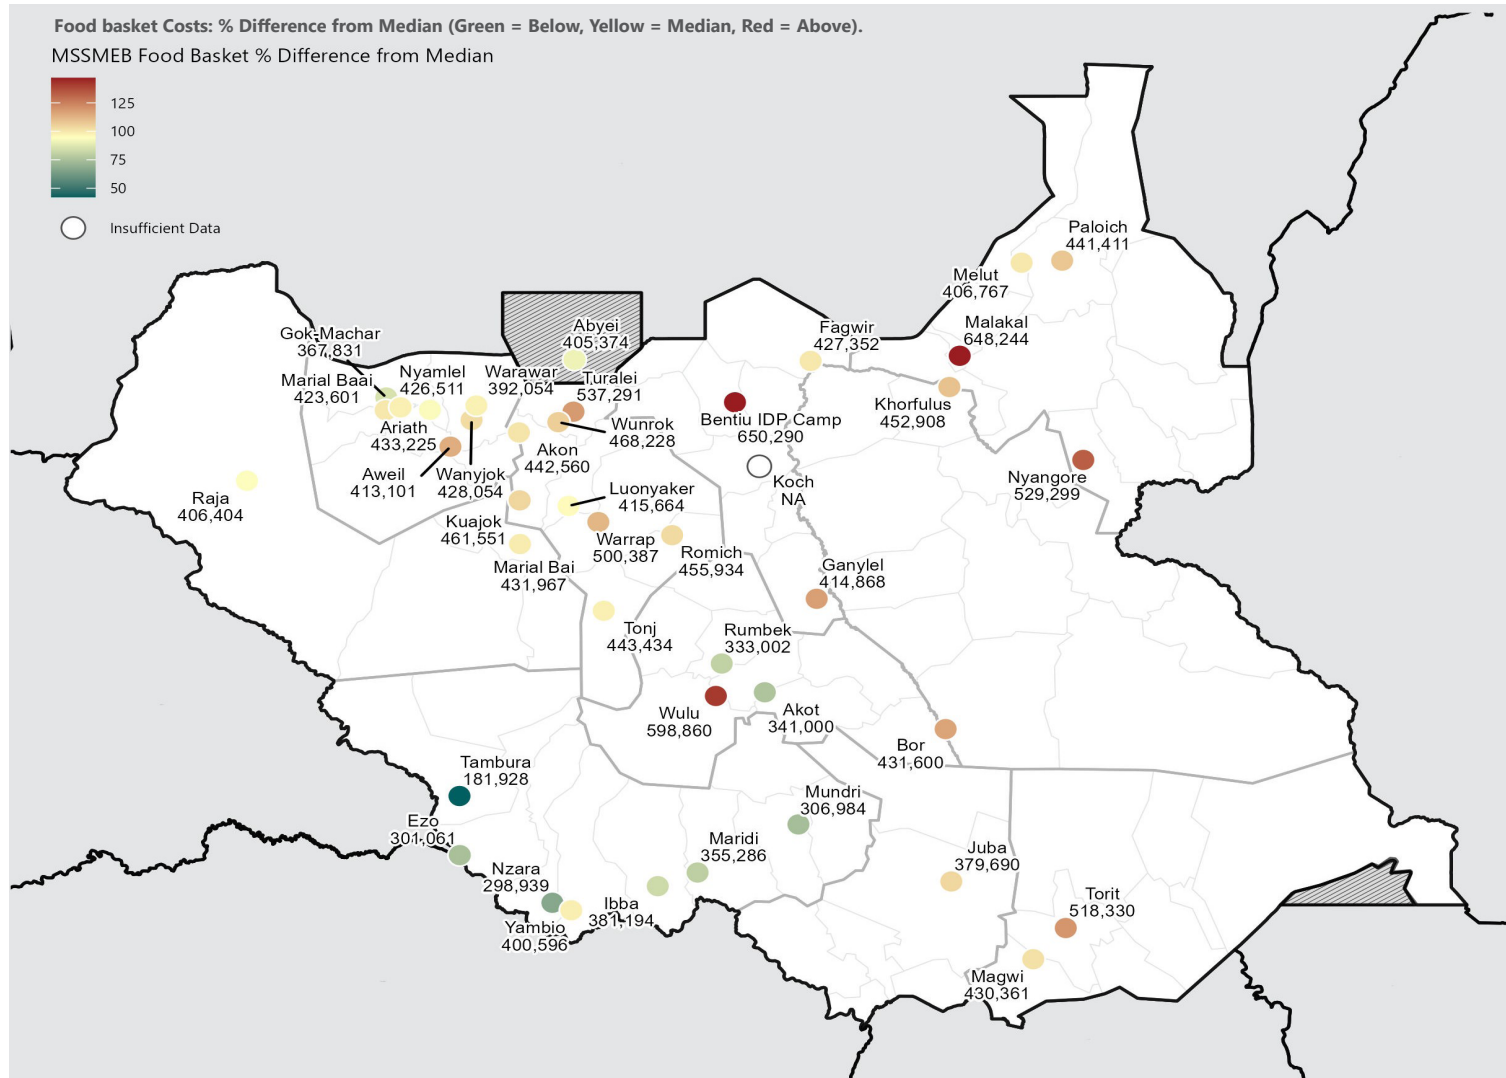 Food basket Costs: % Difference from Median (Green = Below, Yellow = Median, Red = Above).
MSSMEB Food Basket % Difference from Median
125
100
75
50
Insufficient Data
Paloich
441,411
Melut
406,767
Malakal
648,244
Fagwir
427,352
Abyei
405,374
Gok-Machar
367,831
Marial Baai
423,601
Nyamlel
426,511
Warawar
392,054
Turalei
537,291
Wunrok
468,228
Bentiu IDP Camp
650,290
Khorfulus
452,908
Ariath
433,225
Akon
442,560
Aweil
413,101
Wanyjok
428,054
Koch
NA
Nyangore
529,299
Raja
406,404
Luonyaker
415,664
Kuajok
461,551
Warrap
500,387
Romich
455,934
Marial Bai
431,967
Ganylel
414,868
Tonj
443,434
Rumbek
333,002
Wulu
598,860
Akot
341,000
Bor
431,600
Tambura
181,928
Mundri
306,984
Ezo
301,061
Maridi
355,286
Juba
379,690
Nzara
298,939
Ibba
381,194
Torit
518,330
Yambio
400,596
Magwi
430,361